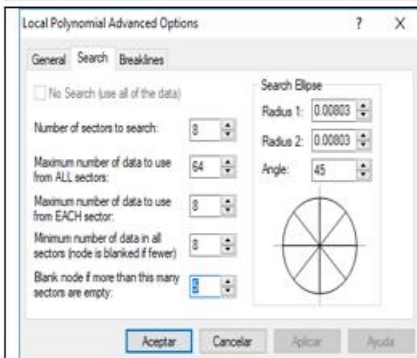 Local Polynomial Advanced Options ? X
General Search Breaklines
No Search (use all of the data)
Number of sectors to search: 8
Maximum number of data to use
from ALL sectors: 64
Maximum number of data to use
from EACH sector: 8
Minimum number of data in all
sectors (node is blanked if fewer) 8
Blank node if more than this many
sectors are empty: 5
Search Ellipse
Radius 1: 0.00803
Radius 2: 0.00803
Angle: 45
Aceptar Cancelar Aplicar Ayuda